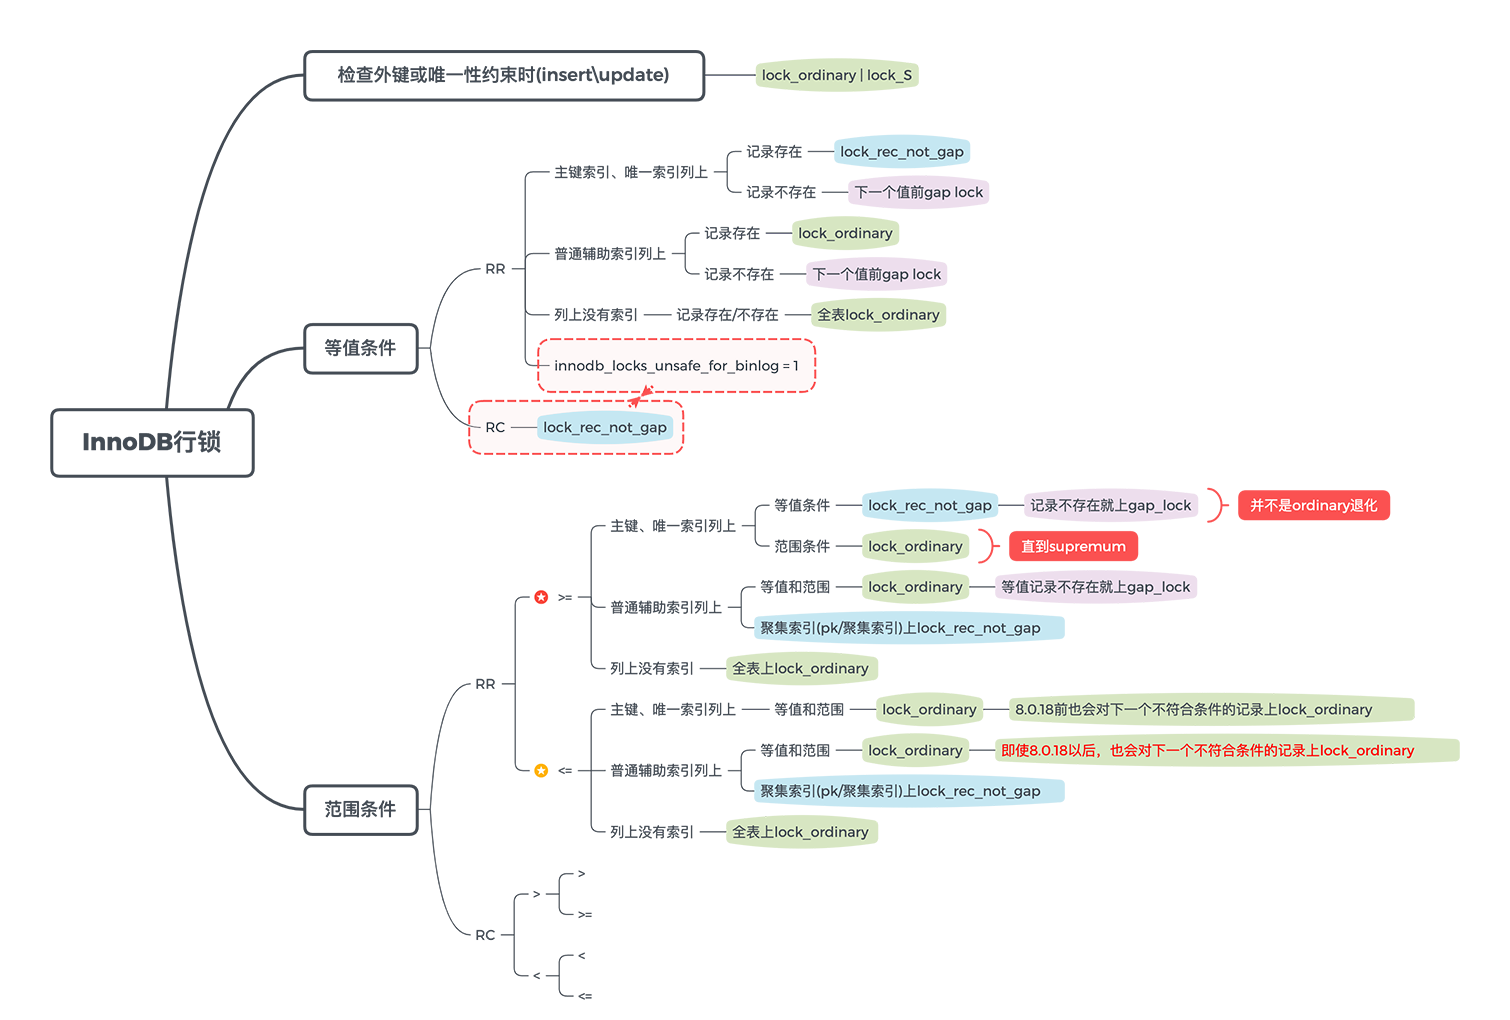 检查外键或唯一性约束时(insert\update)
lock_ordinary | lock_S
记录存在
lock_rec_not_gap
主键索引、唯一索引列上
记录不存在
下一个值前gap lock
记录存在
lock_ordinary
普通辅助索引列上
RR
记录不存在
下一个值前gap lock
列上没有索引
记录存在/不存在
全表lock_ordinary
等值条件
innodb_locks_unsafe_for_binlog = 1
RC
lock_rec_not_gap
InnoDB行锁
等值条件
lock_rec_not_gap
记录不存在就上gap_lock
并不是ordinary退化
主键、唯一索引列上
范围条件
lock_ordinary
直到supremum
等值和范围
lock_ordinary
等值记录不存在就上gap_lock
>=
普通辅助索引列上
聚集索引(pk/聚集索引)上lock_rec_not_gap
列上没有索引
全表上lock_ordinary
RR
主键、唯一索引列上
等值和范围
lock_ordinary
8.0.18前也会对下一个不符合条件的记录上lock_ordinary
等值和范围
lock_ordinary
即使8.0.18以后，也会对下一个不符合条件的记录上lock_ordinary
<=
普通辅助索引列上
聚集索引(pk/聚集索引)上lock_rec_not_gap
范围条件
列上没有索引
全表上lock_ordinary
>
>
>=
RC
<
<
<=